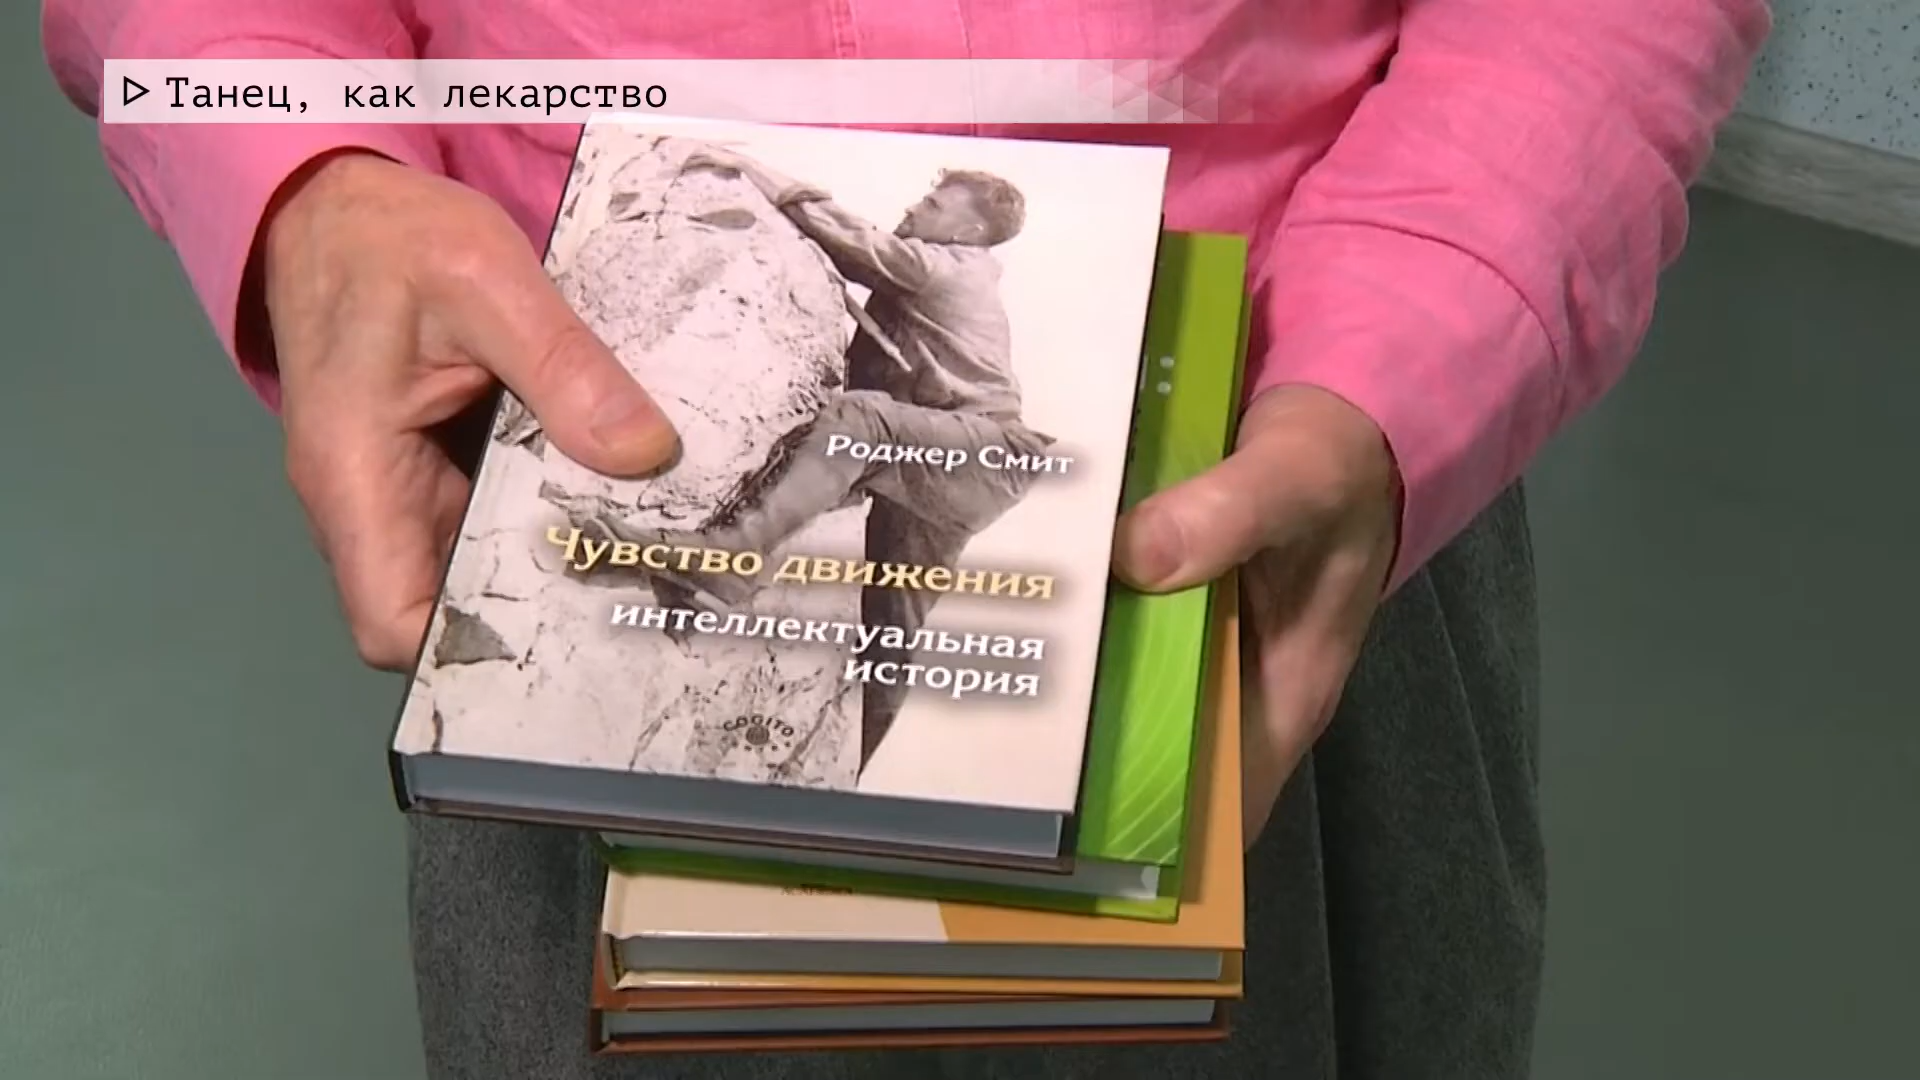 Танец, как лекарство
Роджер Смит
Чувство движения
интеллектуальная
история
COGITO